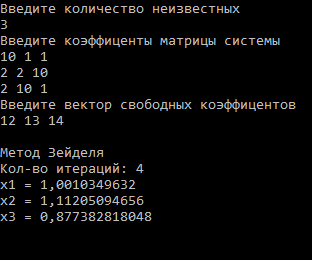 Введите количество неизвестных
3
Введите коэффиценты матрицы системы
10 1 1
2 2 10
2 10 1
Введите вектор свободных коэффицентов
12 13 14
Метод Зейделя
Кол-во итераций: 4
x1 = 1,0010349632
x2 = 1,11205094656
x3 = 0,877382818048